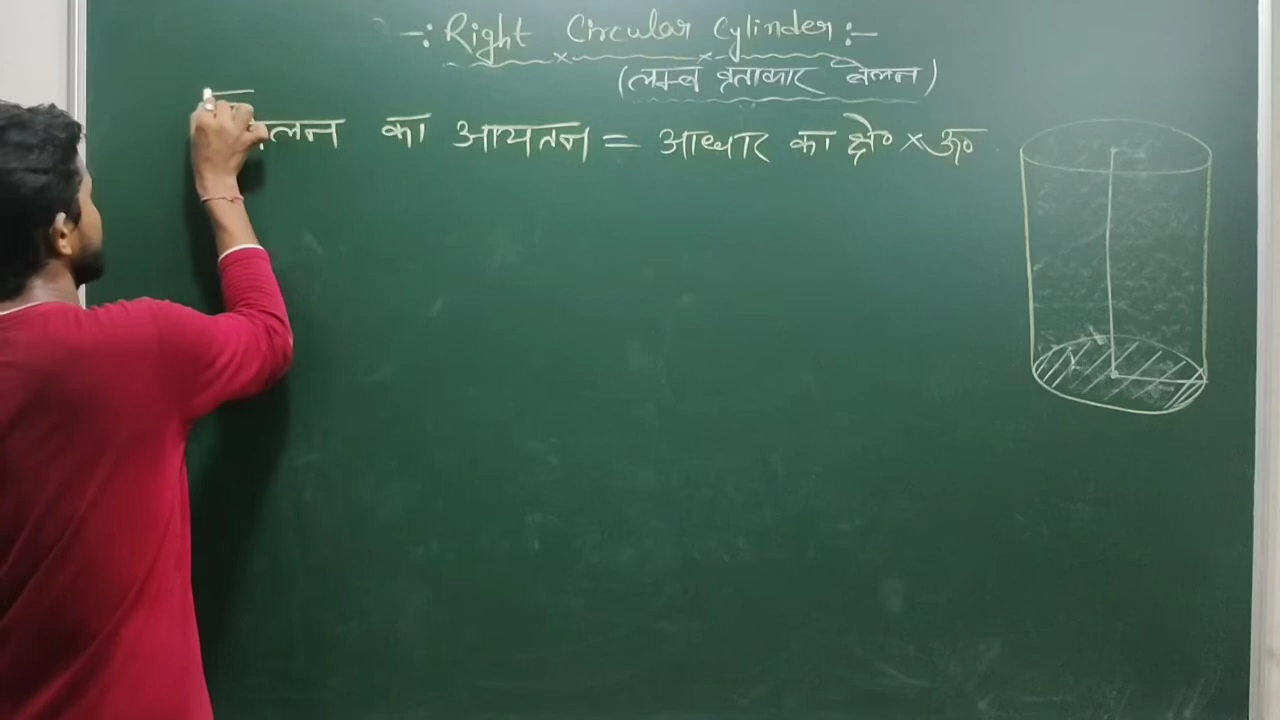 -: Right Circular Cylinder :-
(लम्ब वृताकार बेलन)
बेलन का आयतन = आधार का क्षे० × ऊ०